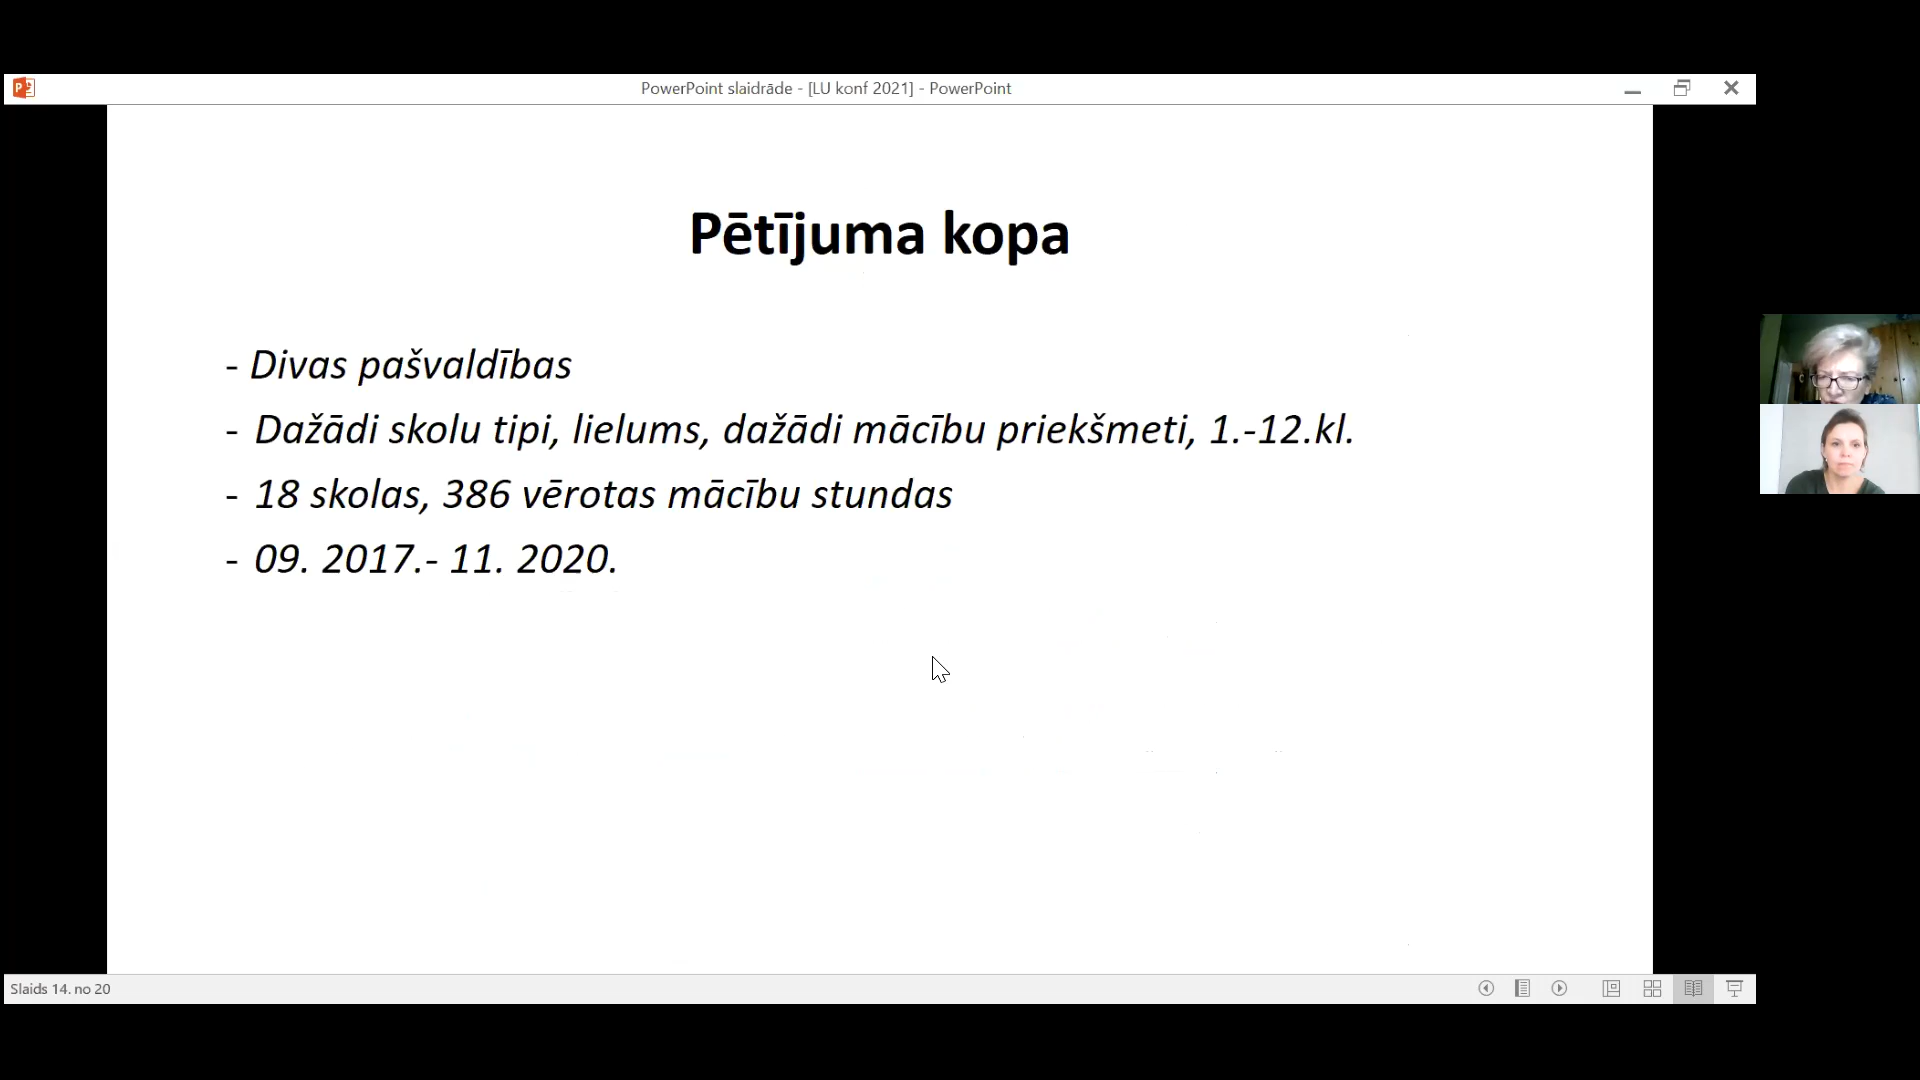 PowerPoint slaidrāde - [LU konf 2021] - PowerPoint
Pētījuma kopa
- Divas pašvaldības
- Dažādi skolu tipi, lielums, dažādi mācību priekšmeti, 1.-12.kl.
- 18 skolas, 386 vērotas mācību stundas
- 09. 2017.- 11. 2020.
Slaids 14. no 20